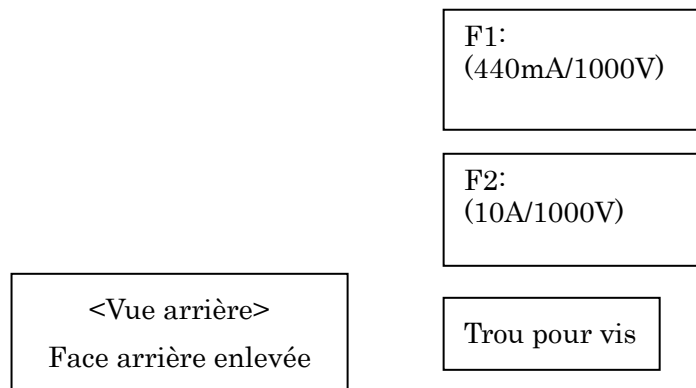 F1:
(440mA/1000V)
F2:
(10A/1000V)
<Vue arrière>
Face arrière enlevée
Trou pour vis